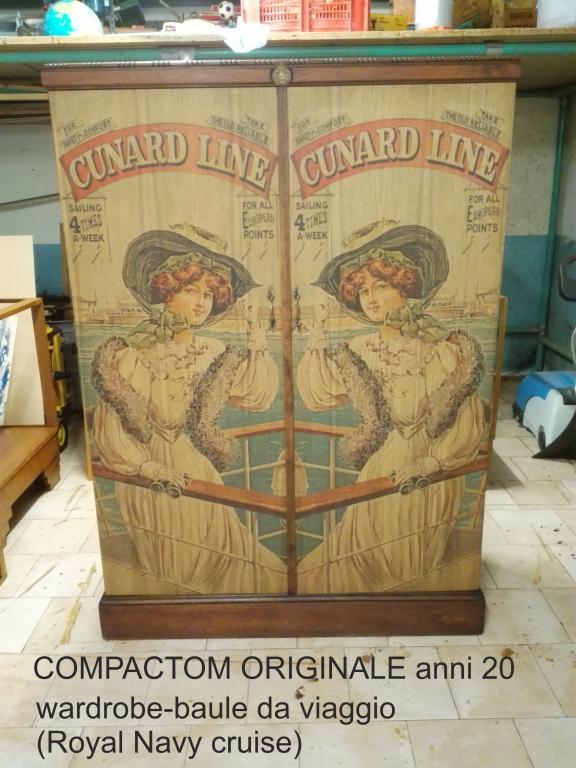 BIRRA
FOR
SAFETY & COMFORT
TAKE
THE OLD RELIABLE
CUNARD LINE
SAILING
4 TIMES
A-WEEK
FOR ALL
EUROPEAN
POINTS
FOR
SAFETY & COMFORT
TAKE
THE OLD RELIABLE
CUNARD LINE
SAILING
4 TIMES
A-WEEK
FOR ALL
EUROPEAN
POINTS
COMPACTOM ORIGINALE anni 20
wardrobe-baule da viaggio
(Royal Navy cruise)